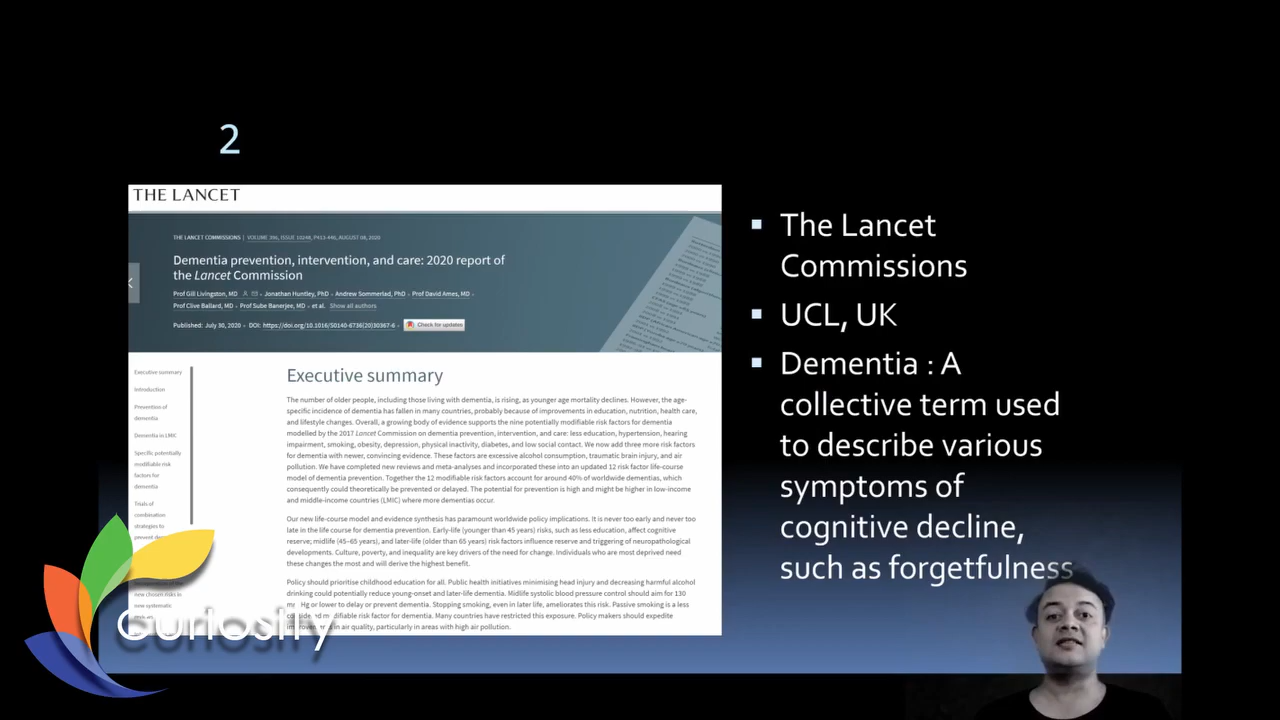 2
THE LANCET
THE LANCET COMMISSIONS | VOLUME 396, ISSUE 10248, P413-446, AUGUST 08, 2020
Dementia prevention, intervention, and care: 2020 report of
the Lancet Commission
Prof Gill Livingston, MD • Jonathan Huntley, PhD • Andrew Sommerlad, PhD • Prof David Ames, MD •
Prof Clive Ballard, MD • Prof Sube Banerjee, MD • et al. Show all authors
Published: July 30, 2020 • DOI: https://doi.org/10.1016/S0140-6736(20)30367-6 • Check for updates
Executive summary
Introduction
Prevention of
dementia
Dementia in LMIC
Specific potentially
modifiable risk
factors for
dementia
Trials of
combination
strategies to
prevent
new chosen risks in
new systematic
Executive summary
The number of older people, including those living with dementia, is rising, as younger age mortality declines. However, the age-
specific incidence of dementia has fallen in many countries, probably because of improvements in education, nutrition, health care,
and lifestyle changes. Overall, a growing body of evidence supports the nine potentially modifiable risk factors for dementia
modelled by the 2017 Lancet Commission on dementia prevention, intervention, and care: less education, hypertension, hearing
impairment, smoking, obesity, depression, physical inactivity, diabetes, and low social contact. We now add three more risk factors
for dementia with newer, convincing evidence. These factors are excessive alcohol consumption, traumatic brain injury, and air
pollution. We have completed new reviews and meta-analyses and incorporated these into an updated 12 risk factor life-course
model of dementia prevention. Together the 12 modifiable risk factors account for around 40% of worldwide dementias, which
consequently could theoretically be prevented or delayed. The potential for prevention is high and might be higher in low-income
and middle-income countries (LMIC) where more dementias occur.
Our new life-course model and evidence synthesis has paramount worldwide policy implications. It is never too early and never too
late in the life course for dementia prevention. Early-life (younger than 45 years) risks, such as less education, affect cognitive
reserve; midlife (45–65 years), and later-life (older than 65 years) risk factors influence reserve and triggering of neuropathological
developments. Culture, poverty, and inequality are key drivers of the need for change. Individuals who are most deprived need
these changes the most and will derive the highest benefit.
Policy should prioritise childhood education for all. Public health initiatives minimising head injury and decreasing harmful alcohol
drinking could potentially reduce young-onset and later-life dementia. Midlife systolic blood pressure control should aim for 130
Hg or lower to delay or prevent dementia. Stopping smoking, even in later life, ameliorates this risk. Passive smoking is a less
modifiable risk factor for dementia. Many countries have restricted this exposure. Policy makers should expedite
in air quality, particularly in areas with high air pollution.
▪ The Lancet
Commissions
▪ UCL, UK
▪ Dementia : A
collective term used
to describe various
symptoms of
cognitive decline,
such as forgetfulness
Curiosity